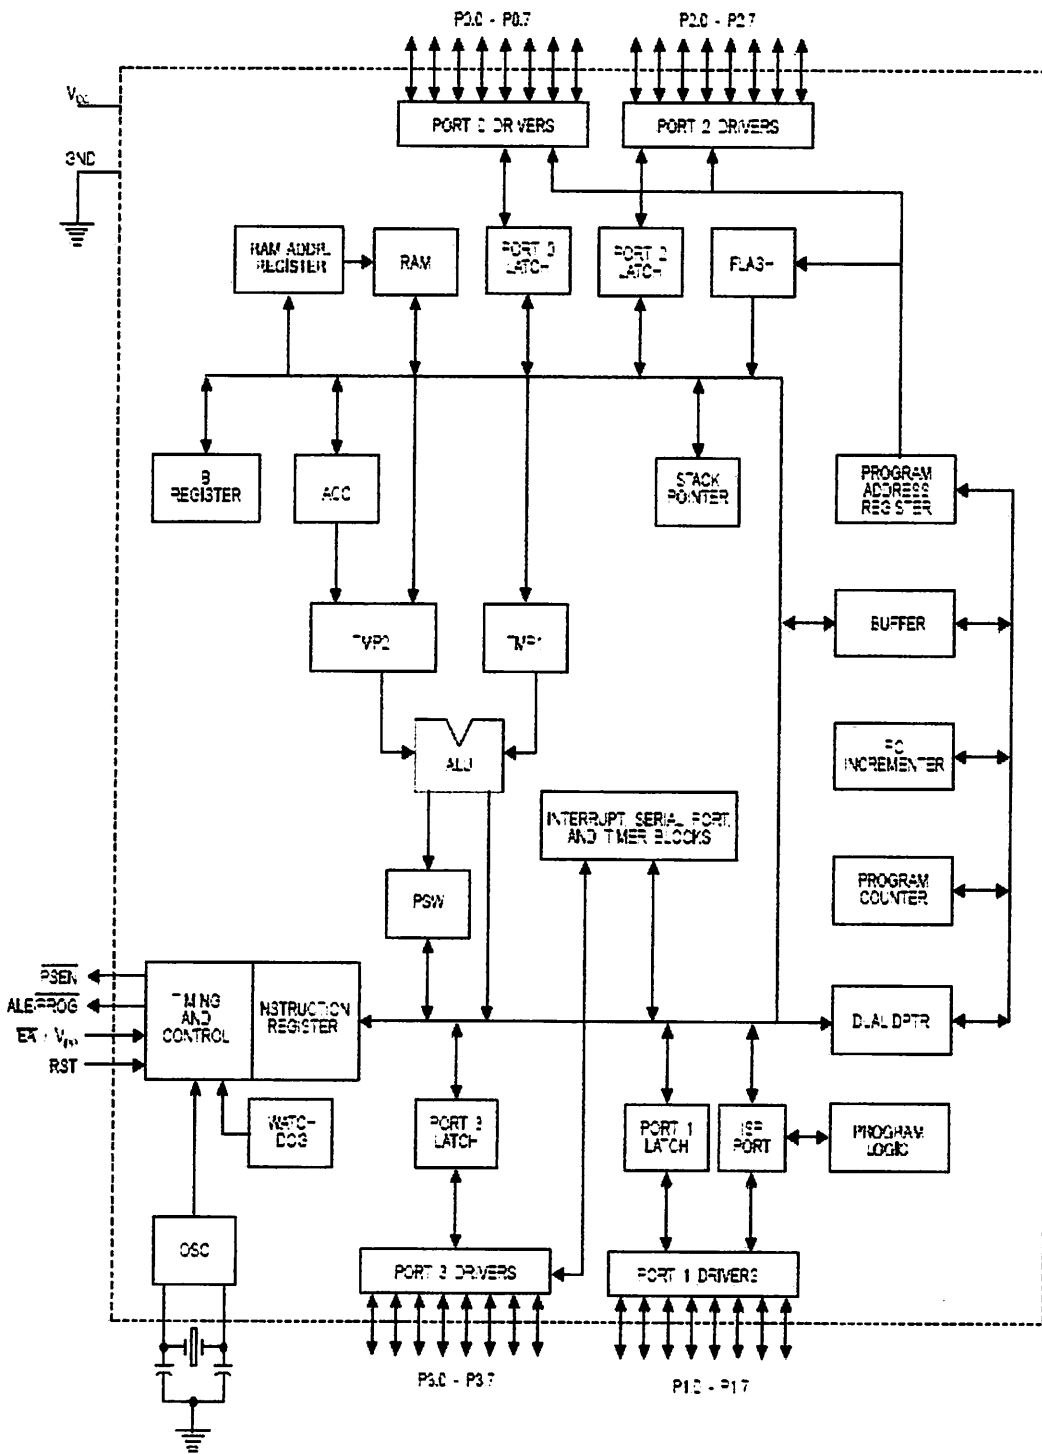 P0.0 - P0.7
P2.0 - P2.7
VCC
PORT 0 DRIVERS
PORT 2 DRIVERS
GND
RAM ADDR.
REGISTER
RAM
PORT 0
LATCH
PORT 2
LATCH
FLASH
B
REGISTER
ACC
STACK
POINTER
PROGRAM
ADDRESS
REGISTER
TMP2
TMP1
BUFFER
ALU
PC
INCREMENTER
INTERRUPT, SERIAL PORT,
AND TIMER BLOCKS
PSW
PROGRAM
COUNTER
PSEN
ALE/PROG
EA / VPP
RST
TIMING
AND
CONTROL
INSTRUCTION
REGISTER
DUAL DPTR
WATCH
DOG
PORT 3
LATCH
PORT 1
LATCH
ISP
PORT
PROGRAM
LOGIC
OSC
PORT 3 DRIVERS
PORT 1 DRIVERS
P3.0 - P3.7
P1.0 - P1.7